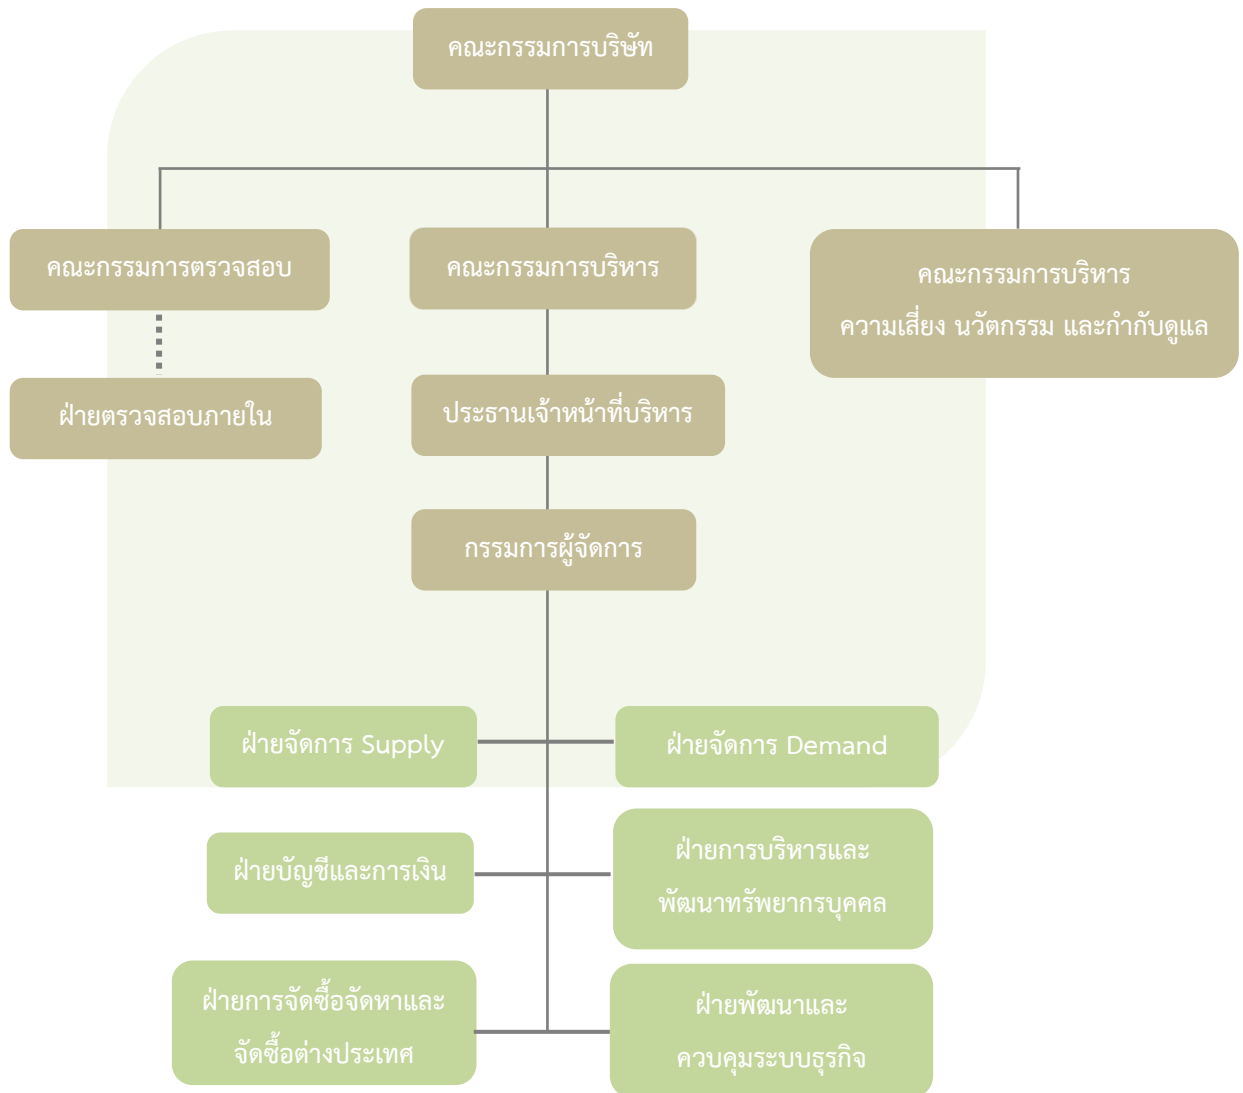 คณะกรรมการบริษัท
คณะกรรมการตรวจสอบ
คณะกรรมการบริหาร
คณะกรรมการบริหาร
ความเสี่ยง นวัตกรรม และกำกับดูแล
ฝ่ายตรวจสอบภายใน
ประธานเจ้าหน้าที่บริหาร
กรรมการผู้จัดการ
ฝ่ายจัดการ Supply
ฝ่ายจัดการ Demand
ฝ่ายบัญชีและการเงิน
ฝ่ายการบริหารและ
พัฒนาทรัพยากรบุคคล
ฝ่ายการจัดซื้อจัดหาและ
จัดซื้อต่างประเทศ
ฝ่ายพัฒนาและ
ควบคุมระบบธุรกิจ